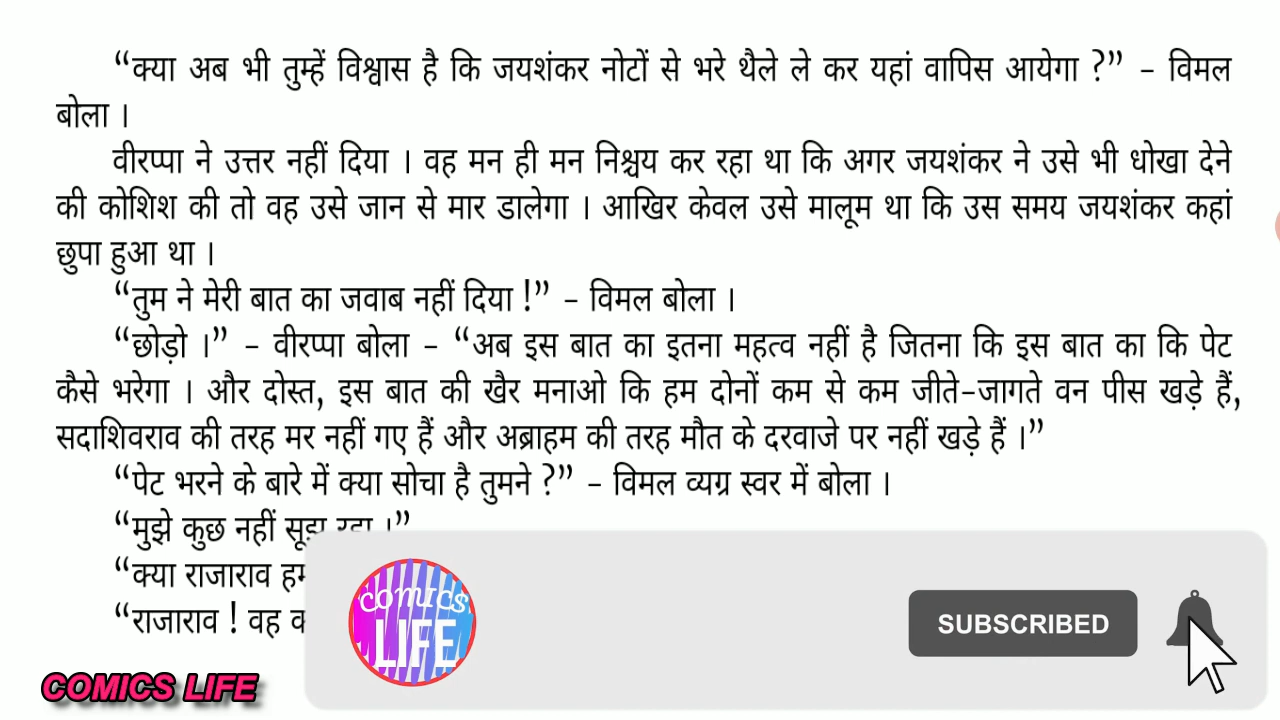 “क्या अब भी तुम्हें विश्वास है कि जयशंकर नोटों से भरे थैले ले कर यहां वापिस आयेगा ?” - विमल
बोला ।
वीरप्पा ने उत्तर नहीं दिया । वह मन ही मन निश्चय कर रहा था कि अगर जयशंकर ने उसे भी धोखा देने
की कोशिश की तो वह उसे जान से मार डालेगा । आखिर केवल उसे मालूम था कि उस समय जयशंकर कहां
छुपा हुआ था ।
“तुम ने मेरी बात का जवाब नहीं दिया !” - विमल बोला ।
“छोड़ो ।” - वीरप्पा बोला - “अब इस बात का इतना महत्व नहीं है जितना कि इस बात का कि पेट
कैसे भरेगा । और दोस्त, इस बात की खैर मनाओ कि हम दोनों कम से कम जीते-जागते वन पीस खड़े हैं,
सदाशिवराव की तरह मर नहीं गए हैं और अब्राहम की तरह मौत के दरवाजे पर नहीं खड़े हैं ।”
“पेट भरने के बारे में क्या सोचा है तुमने ?” - विमल व्यग्र स्वर में बोला ।
“मुझे कुछ नहीं सूझ रहा ।”
“क्या राजाराव
“राजाराव ! वह
comics
LIFE
SUBSCRIBED
COMICS LIFE